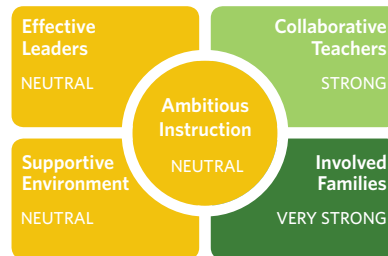 Effective
Leaders
NEUTRAL
Collaborative
Teachers
STRONG
Ambitious
Instruction
NEUTRAL
Supportive
Environment
NEUTRAL
Involved
Families
VERY STRONG